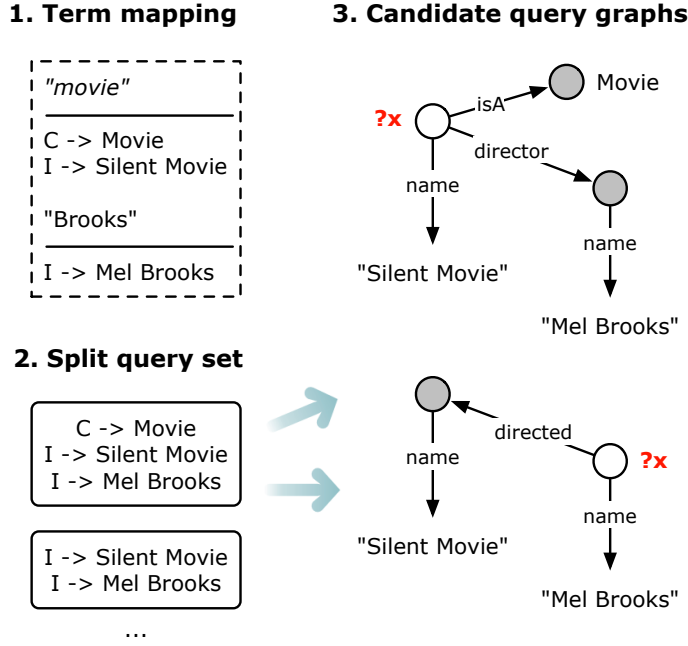 1. Term mapping
"movie"
C -> Movie
I -> Silent Movie
"Brooks"
I -> Mel Brooks
2. Split query set
C -> Movie
I -> Silent Movie
I -> Mel Brooks
I -> Silent Movie
I -> Mel Brooks
...
3. Candidate query graphs
Movie
isA
?x
director
name
name
"Silent Movie"
"Mel Brooks"
directed
name
?x
name
"Silent Movie"
"Mel Brooks"